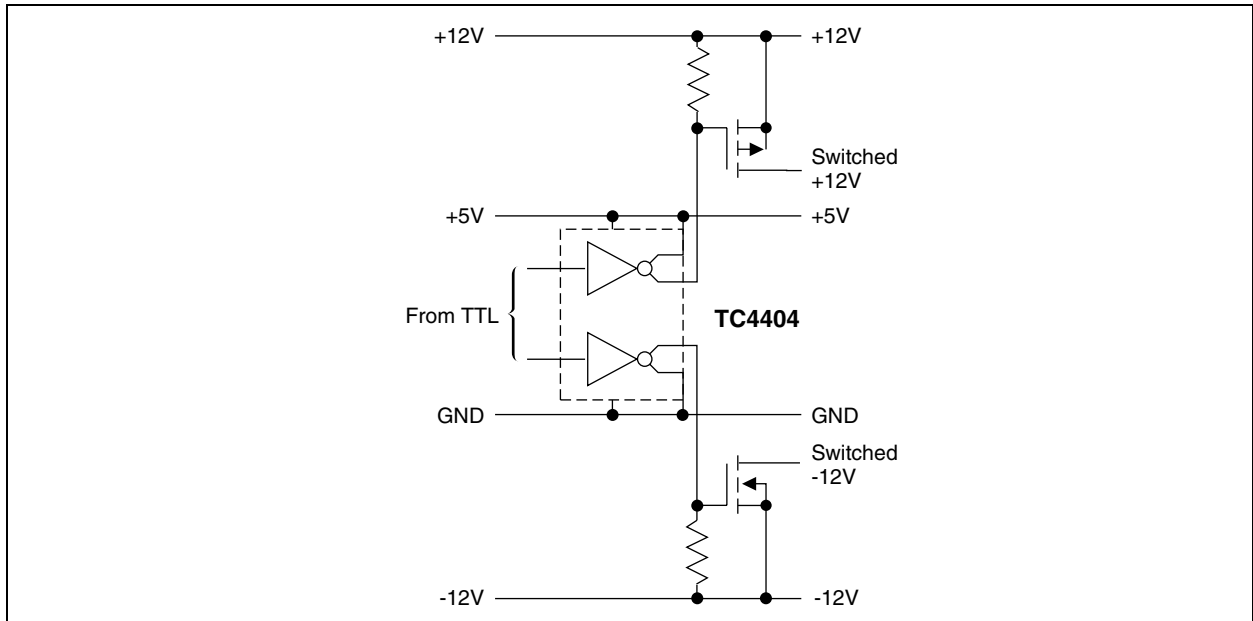 +12V
+12V
Switched
+12V
+5V
+5V
From TTL
TC4404
GND
GND
Switched
-12V
-12V
-12V